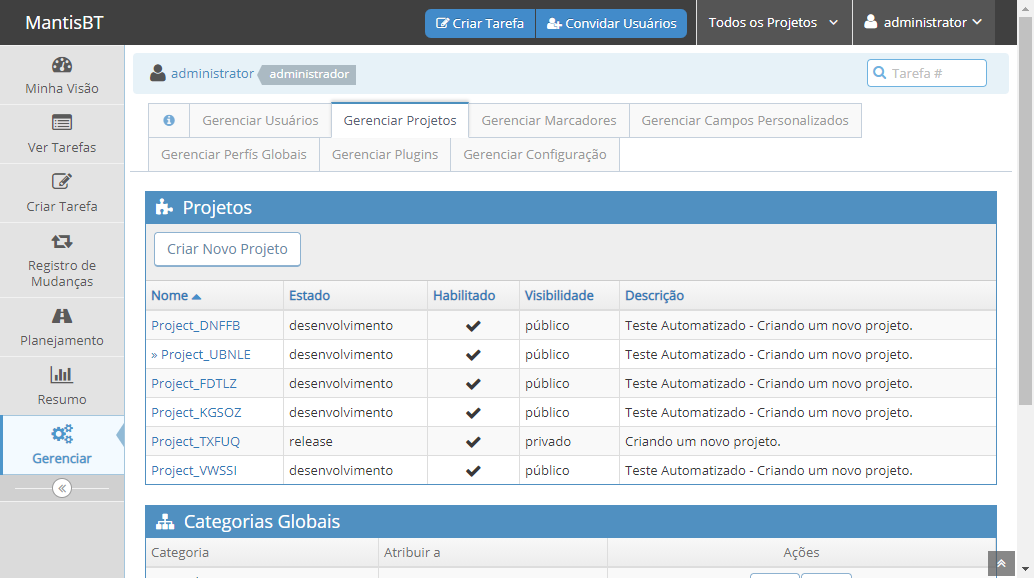 MantisBT
Criar Tarefa Convidar Usuários Todos os Projetos administrator
Minha Visão
Ver Tarefas
Criar Tarefa
Registro de
Mudanças
Planejamento
Resumo
Gerenciar
administrator administrador Tarefa #
Gerenciar Usuários Gerenciar Projetos Gerenciar Marcadores Gerenciar Campos Personalizados
Gerenciar Perfís Globais Gerenciar Plugins Gerenciar Configuração
Projetos
Criar Novo Projeto
Nome Estado Habilitado Visibilidade Descrição
Project_DNFFB desenvolvimento ✔ público Teste Automatizado - Criando um novo projeto.
» Project_UBNLE desenvolvimento ✔ público Teste Automatizado - Criando um novo projeto.
Project_FDTLZ desenvolvimento ✔ público Teste Automatizado - Criando um novo projeto.
Project_KGSOZ desenvolvimento ✔ público Teste Automatizado - Criando um novo projeto.
Project_TXFUQ release ✔ privado Criando um novo projeto.
Project_VWSSI desenvolvimento ✔ público Teste Automatizado - Criando um novo projeto.
Categorias Globais
Categoria Atribuir a Ações